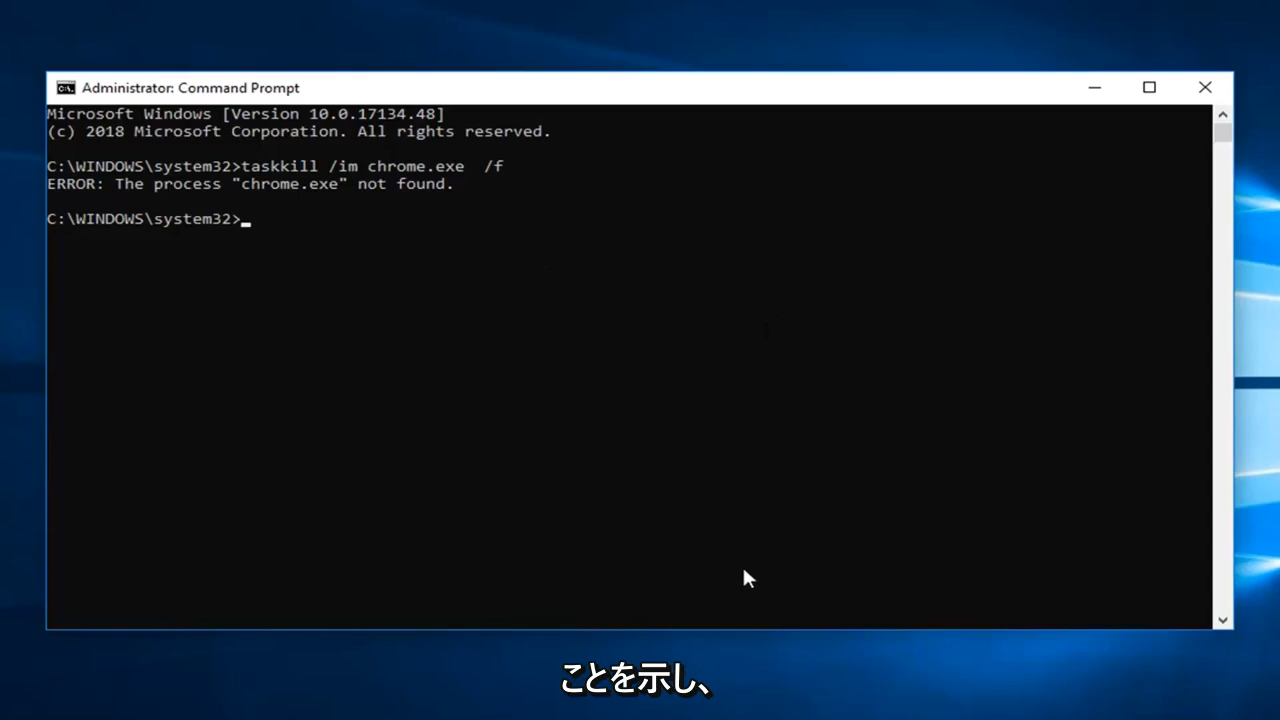 Administrator: Command Prompt
Microsoft Windows [Version 10.0.17134.48]
(c) 2018 Microsoft Corporation. All rights reserved.
C:\WINDOWS\system32>taskkill /im chrome.exe  /f
ERROR: The process "chrome.exe" not found.
C:\WINDOWS\system32>
ことを示し、